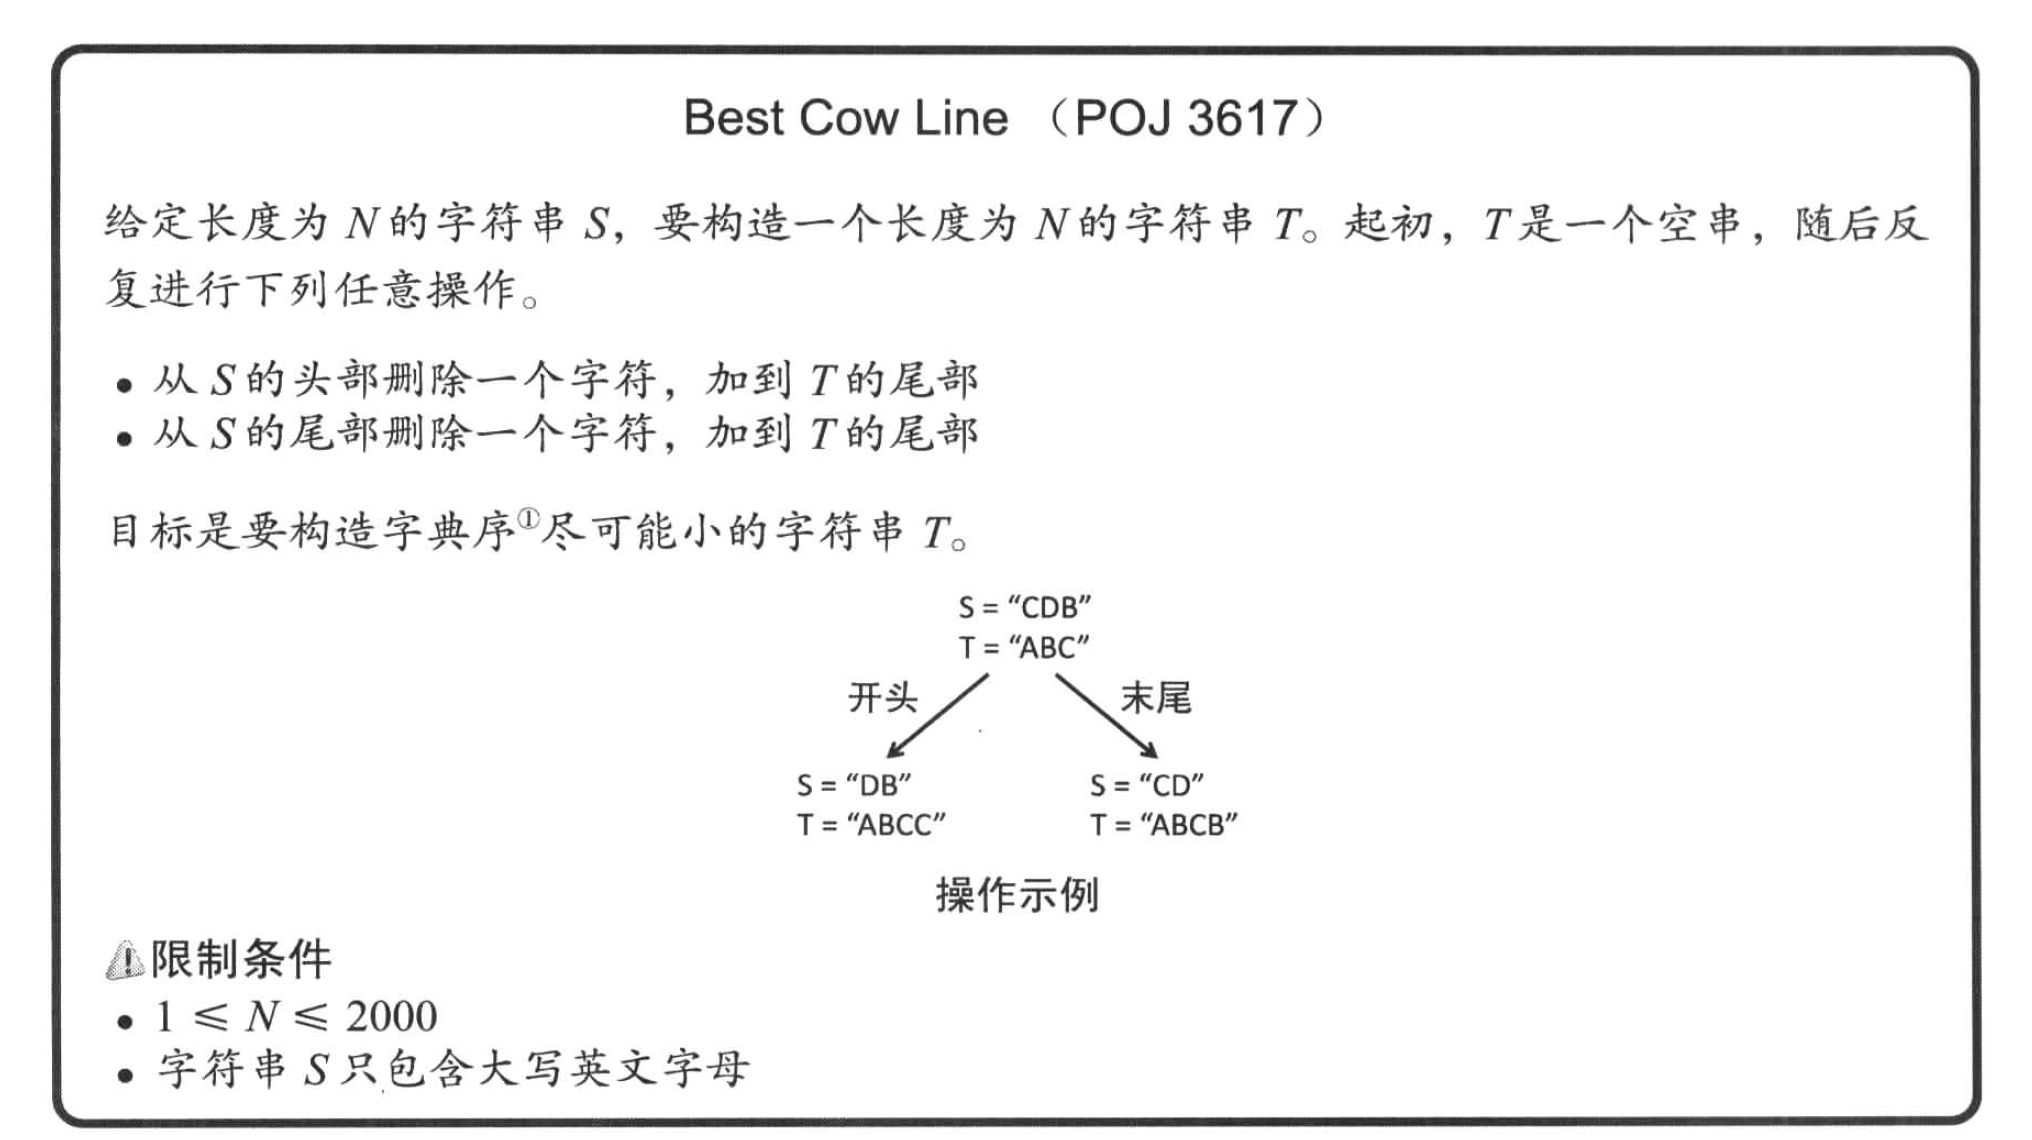 Best Cow Line （POJ 3617）
给定长度为 N 的字符串 S，要构造一个长度为 N 的字符串 T。起初，T 是一个空串，随后反
复进行下列任意操作。
• 从 S 的头部删除一个字符，加到 T 的尾部
• 从 S 的尾部删除一个字符，加到 T 的尾部
目标是要构造字典序①尽可能小的字符串 T。
S = “CDB”
T = “ABC”
开头 末尾
S = “DB” S = “CD”
T = “ABCC” T = “ABCB”
操作示例
限制条件
• 1 ≤ N ≤ 2000
• 字符串 S 只包含大写英文字母